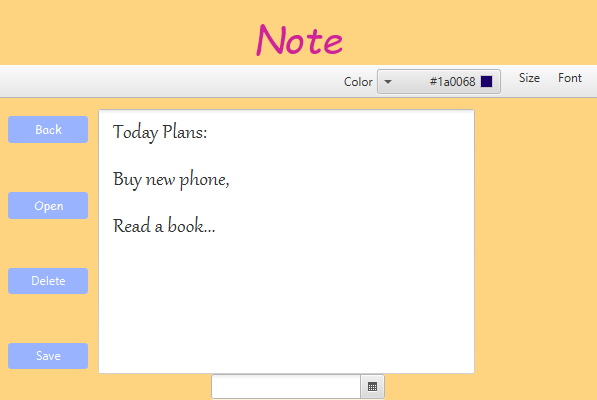 Note
Color #1a0068 Size Font
Back
Today Plans:
Buy new phone,
Open
Read a book...
Delete
Save